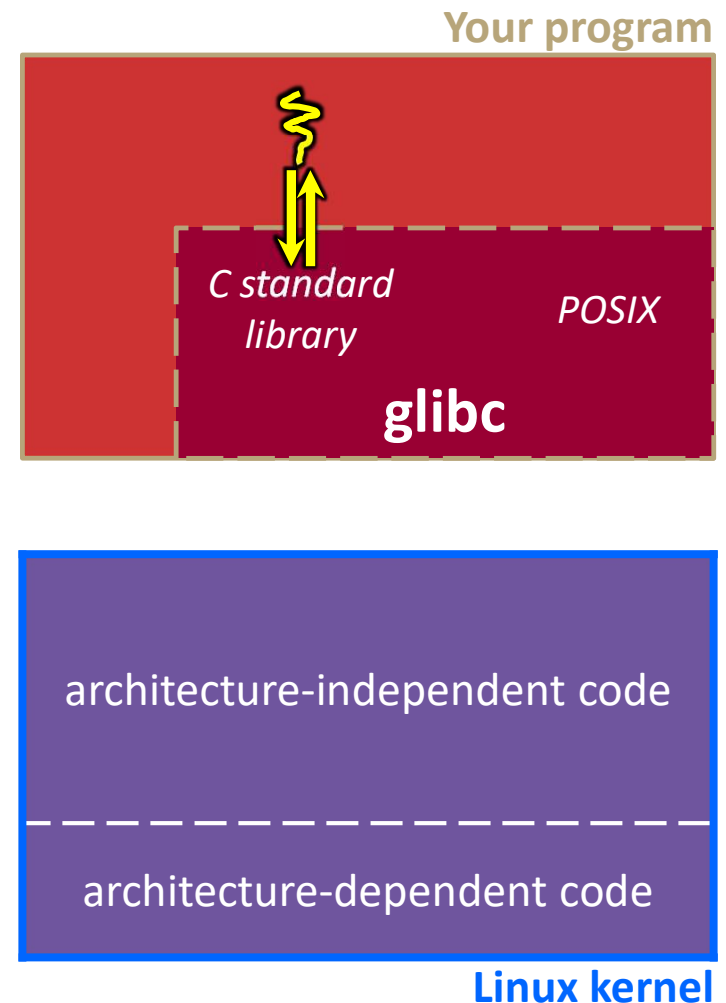 Your program
C standard
library
POSIX
glibc
architecture-independent code
architecture-dependent code
Linux kernel